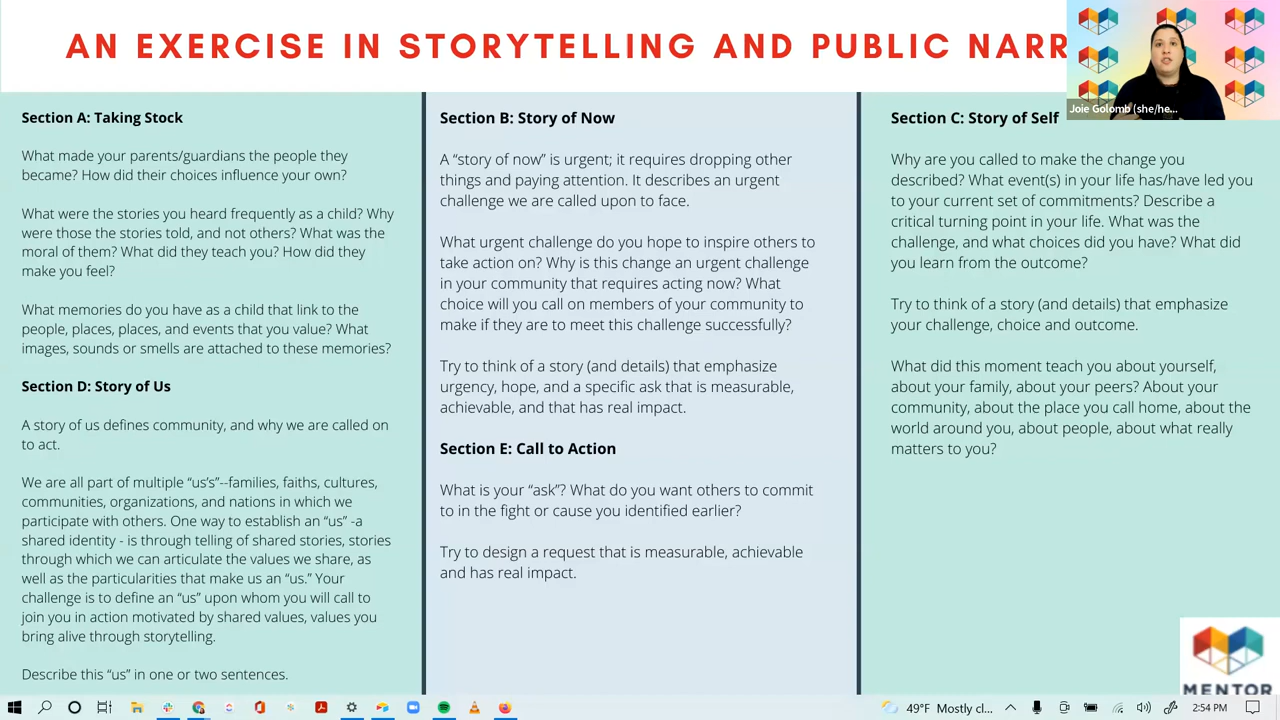 AN EXERCISE IN STORYTELLING AND PUBLIC NARR
Joie Golomb (she/he...
Section A: Taking Stock
What made your parents/guardians the people they
became? How did their choices influence your own?
What were the stories you heard frequently as a child? Why
were those the stories told, and not others? What was the
moral of them? What did they teach you? How did they
make you feel?
What memories do you have as a child that link to the
people, places, places, and events that you value? What
images, sounds or smells are attached to these memories?
Section D: Story of Us
A story of us defines community, and why we are called on
to act.
We are all part of multiple “us’s”--families, faiths, cultures,
communities, organizations, and nations in which we
participate with others. One way to establish an “us” -a
shared identity - is through telling of shared stories, stories
through which we can articulate the values we share, as
well as the particularities that make us an “us.” Your
challenge is to define an “us” upon whom you will call to
join you in action motivated by shared values, values you
bring alive through storytelling.
Describe this “us” in one or two sentences.
Section B: Story of Now
A “story of now” is urgent; it requires dropping other
things and paying attention. It describes an urgent
challenge we are called upon to face.
What urgent challenge do you hope to inspire others to
take action on? Why is this change an urgent challenge
in your community that requires acting now? What
choice will you call on members of your community to
make if they are to meet this challenge successfully?
Try to think of a story (and details) that emphasize
urgency, hope, and a specific ask that is measurable,
achievable, and that has real impact.
Section E: Call to Action
What is your “ask”? What do you want others to commit
to in the fight or cause you identified earlier?
Try to design a request that is measurable, achievable
and has real impact.
Section C: Story of Self
Why are you called to make the change you
described? What event(s) in your life has/have led you
to your current set of commitments? Describe a
critical turning point in your life. What was the
challenge, and what choices did you have? What did
you learn from the outcome?
Try to think of a story (and details) that emphasize
your challenge, choice and outcome.
What did this moment teach you about yourself,
about your family, about your peers? About your
community, about the place you call home, about the
world around you, about people, about what really
matters to you?
MENTOR
49°F Mostly cl...
2:54 PM